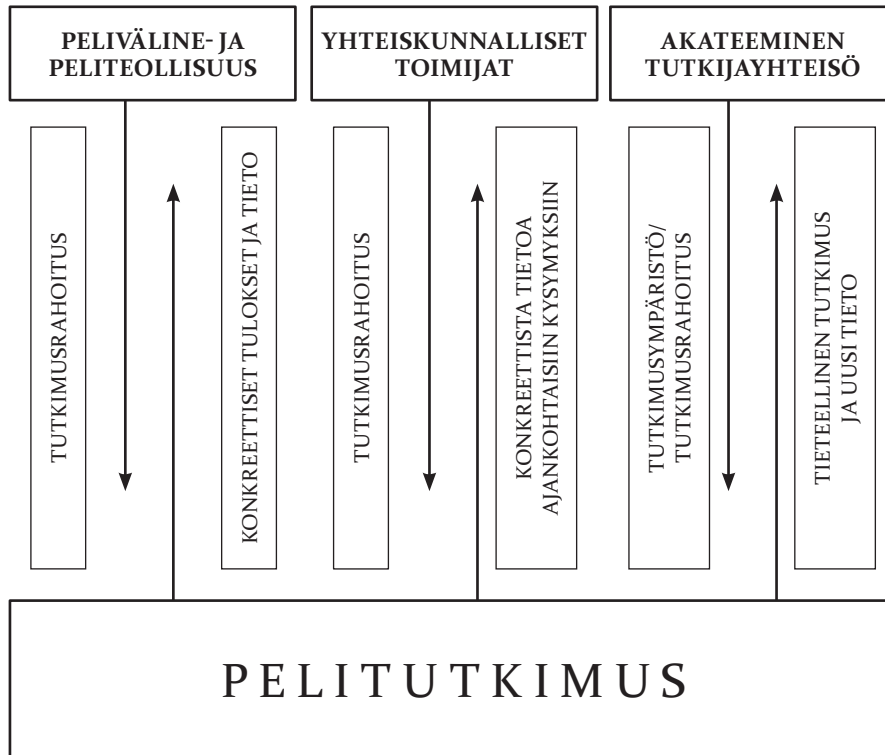 PELIVÄLINE- JA
PELITEOLLISUUS
YHTEISKUNNALLISET
TOIMIJAT
AKATEEMINEN
TUTKIJAYHTEISÖ
TUTKIMUSRAHOITUS
KONKREETTISET TULOKSET JA TIETO
TUTKIMUSRAHOITUS
KONKREETTISTA TIETOA
AJANKOHTAISIIN KYSYMYKSIIN
TUTKIMUSYMPÄRISTÖ/
TUTKIMUSRAHOITUS
TIETEELLINEN TUTKIMUS
JA UUSI TIETO
PELITUTKIMUS